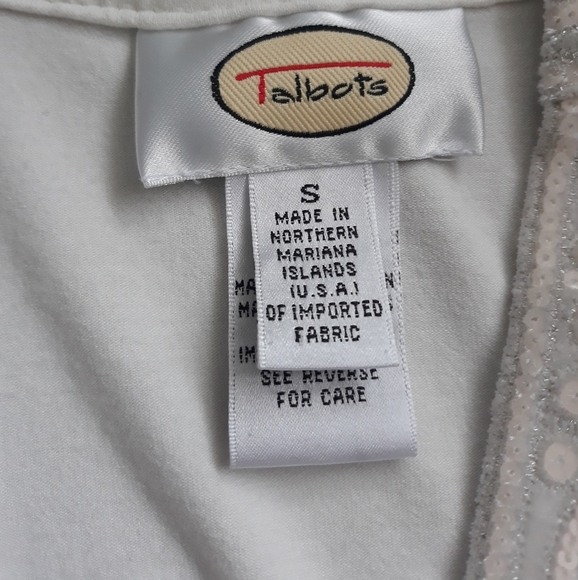 Talbots
S
MADE IN
NORTHERN
MARIANA
ISLANDS
(U.S.A.)
OF IMPORTED
FABRIC
SEE REVERSE
FOR CARE